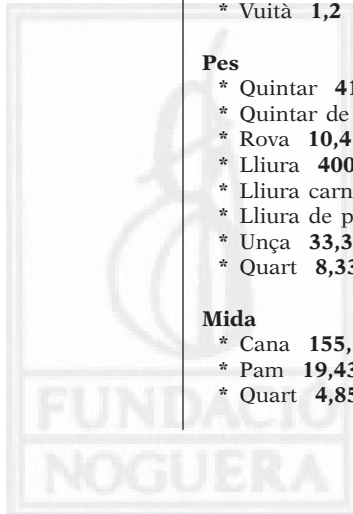 * Vuità 1,2
Pes
* Quintar 41
* Quintar de
* Rova 10,4
* Lliura 400
* Lliura carn
* Lliura de p
* Unça 33,3
* Quart 8,33
Mida
* Cana 155,
* Pam 19,43
* Quart 4,85
FUNDACIÓ
NOGUERA